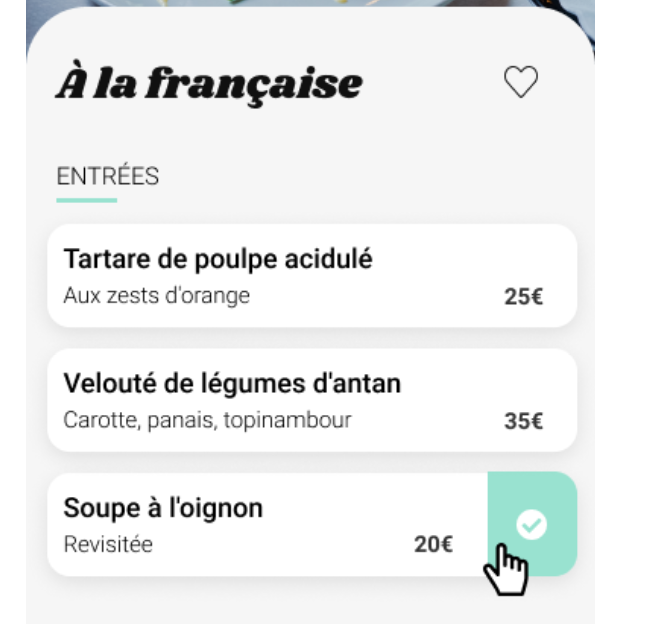 À la française
ENTRÉES
Tartare de poulpe acidulé
Aux zests d'orange
25€
Velouté de légumes d'antan
Carotte, panais, topinambour
35€
Soupe à l'oignon
Revisitée
20€